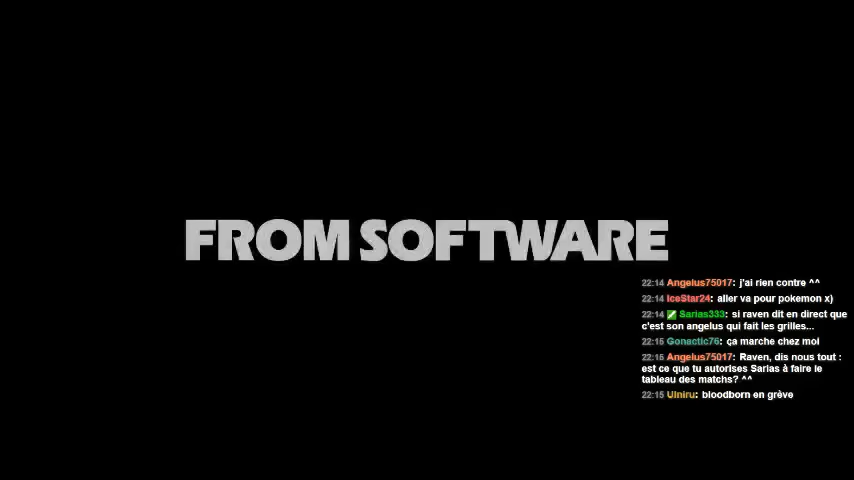 FROM SOFTWARE
22:14 Angelus75017: j'ai rien contre ^^
22:14 IceStar24: aller va pour pokemon x)
22:14 Sarias333: si raven dit en direct que
c'est son angelus qui fait les grilles...
22:15 Gonactic76: ça marche chez moi
22:15 Angelus75017: Raven, dis nous tout :
est ce que tu autorises Sarias à faire le
tableau des matchs? ^^
22:15 Ulniru: bloodborn en grève